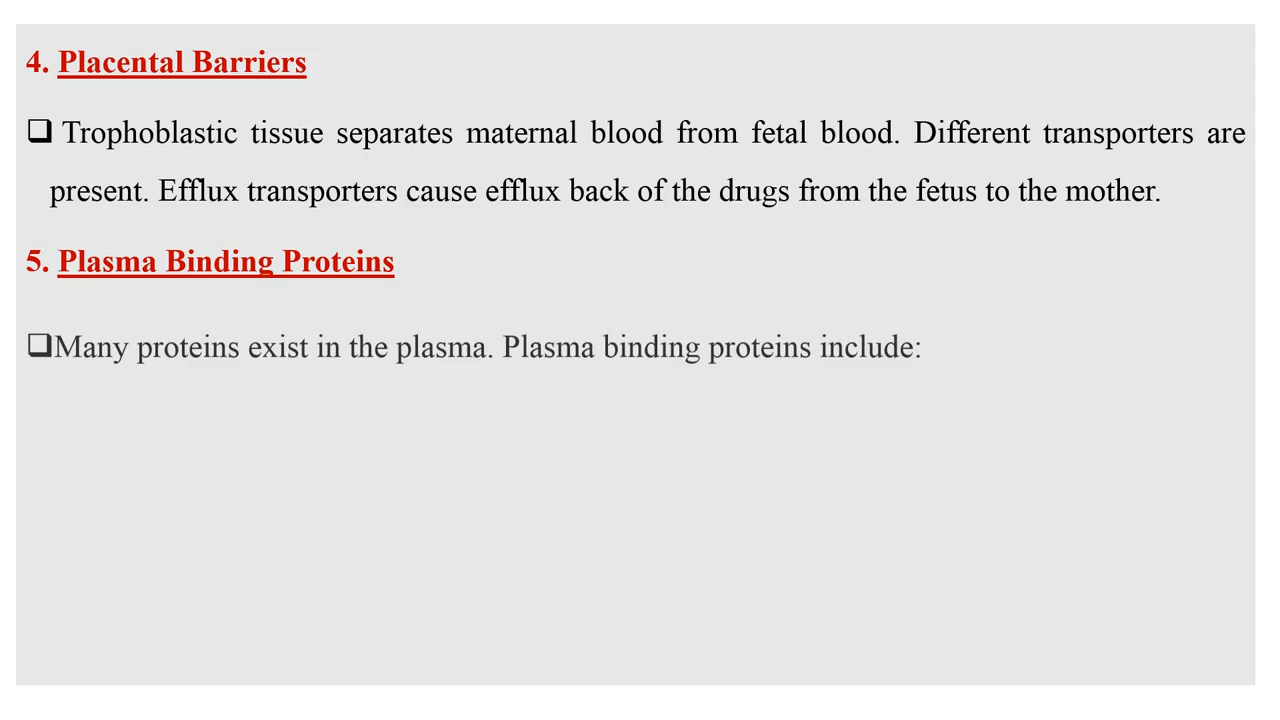 4. Placental Barriers
❑ Trophoblastic tissue separates maternal blood from fetal blood. Different transporters are
present. Efflux transporters cause efflux back of the drugs from the fetus to the mother.
5. Plasma Binding Proteins
❑Many proteins exist in the plasma. Plasma binding proteins include: